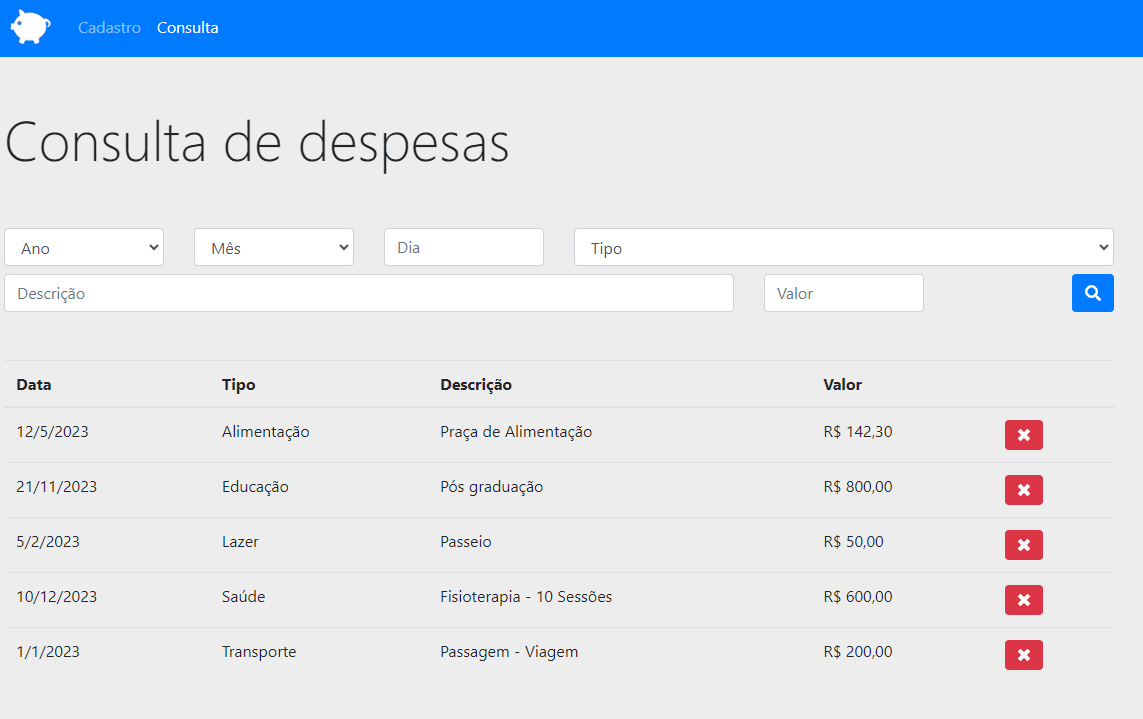 Cadastro Consulta
Consulta de despesas
Ano Mês Dia Tipo
Descrição Valor
Data Tipo Descrição Valor
12/5/2023 Alimentação Praça de Alimentação R$ 142,30
21/11/2023 Educação Pós graduação R$ 800,00
5/2/2023 Lazer Passeio R$ 50,00
10/12/2023 Saúde Fisioterapia - 10 Sessões R$ 600,00
1/1/2023 Transporte Passagem - Viagem R$ 200,00